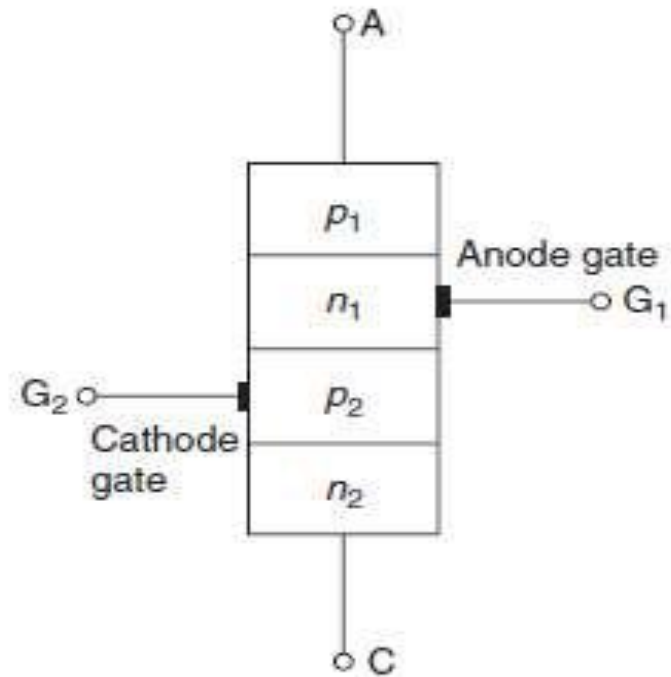 A
p₁
Anode gate
n₁
G₁
G₂
p₂
Cathode
gate
n₂
C